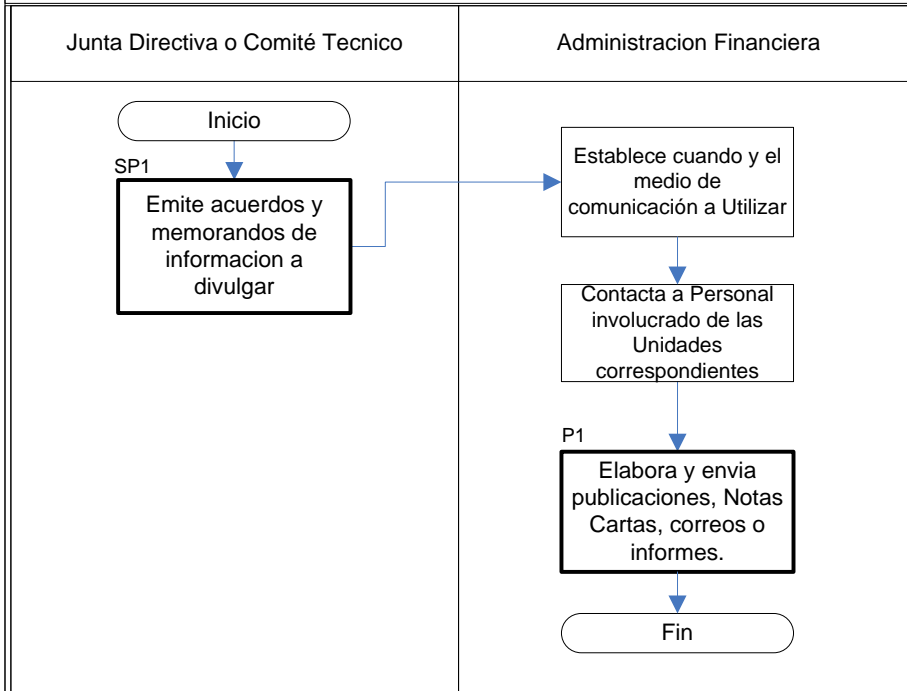 Junta Directiva o Comité Tecnico
Administracion Financiera
Inicio
SP1
Emite acuerdos y
memorandos de
informacion a
divulgar
Establece cuando y el
medio de
comunicación a Utilizar
Contacta a Personal
involucrado de las
Unidades
correspondientes
P1
Elabora y envia
publicaciones, Notas
Cartas, correos o
informes.
Fin